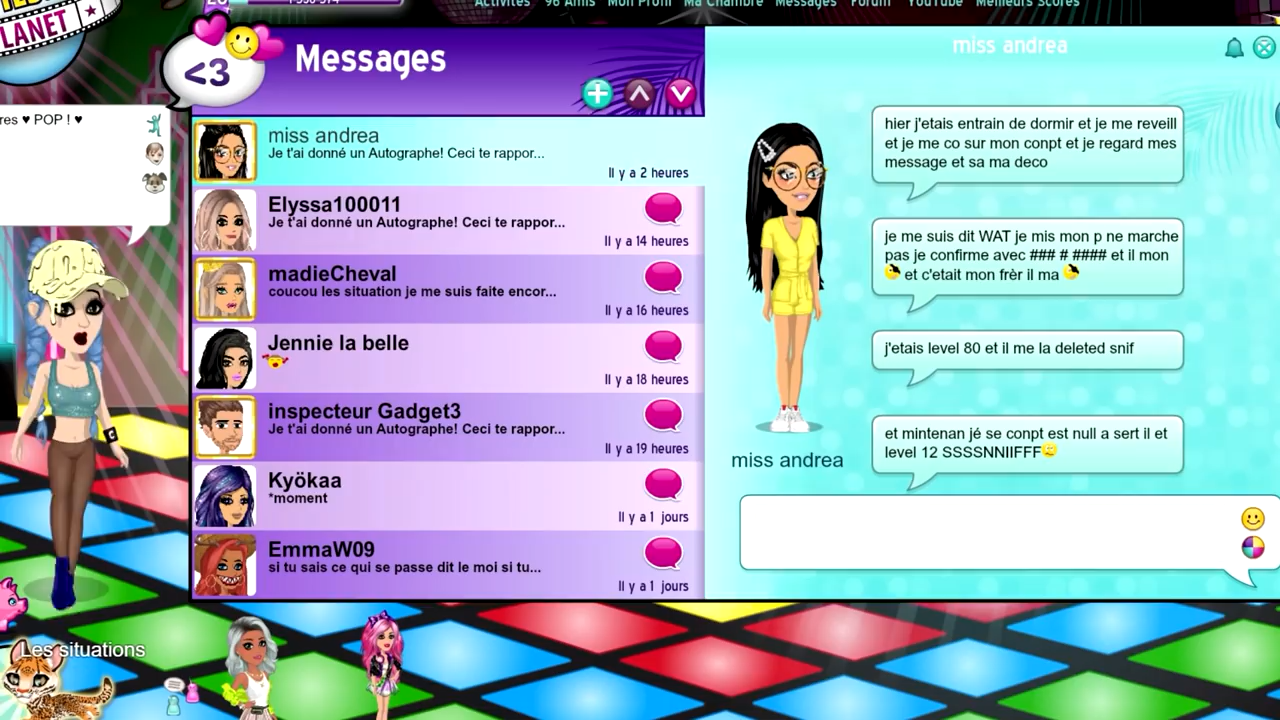 PLANET
Activités 96 Amis Mon Profil Ma Chambre Messages Forum YouTube Meilleurs Scores
res ♥ POP ! ♥
<3
Messages
miss andrea
Je t'ai donné un Autographe! Ceci te rappor...
Il y a 2 heures
Elyssa100011
Je t'ai donné un Autographe! Ceci te rappor...
Il y a 14 heures
madieCheval
coucou les situation je me suis faite encor...
Il y a 16 heures
Jennie la belle
Il y a 18 heures
inspecteur Gadget3
Je t'ai donné un Autographe! Ceci te rappor...
Il y a 19 heures
Kyökaa
*moment
Il y a 1 jours
EmmaW09
si tu sais ce qui se passe dit le moi si tu...
Il y a 1 jours
miss andrea
hier j'etais entrain de dormir et je me reveill
et je me co sur mon conpt et je regard mes
message et sa ma deco
je me suis dit WAT je mis mon p ne marche
pas je confirme avec ### # #### et il mon
et c'etait mon frèr il ma
j'etais level 80 et il me la deleted snif
et mintenan jé se conpt est null a sert il et
level 12 SSSSNNIIFFF
miss andrea
Les situations